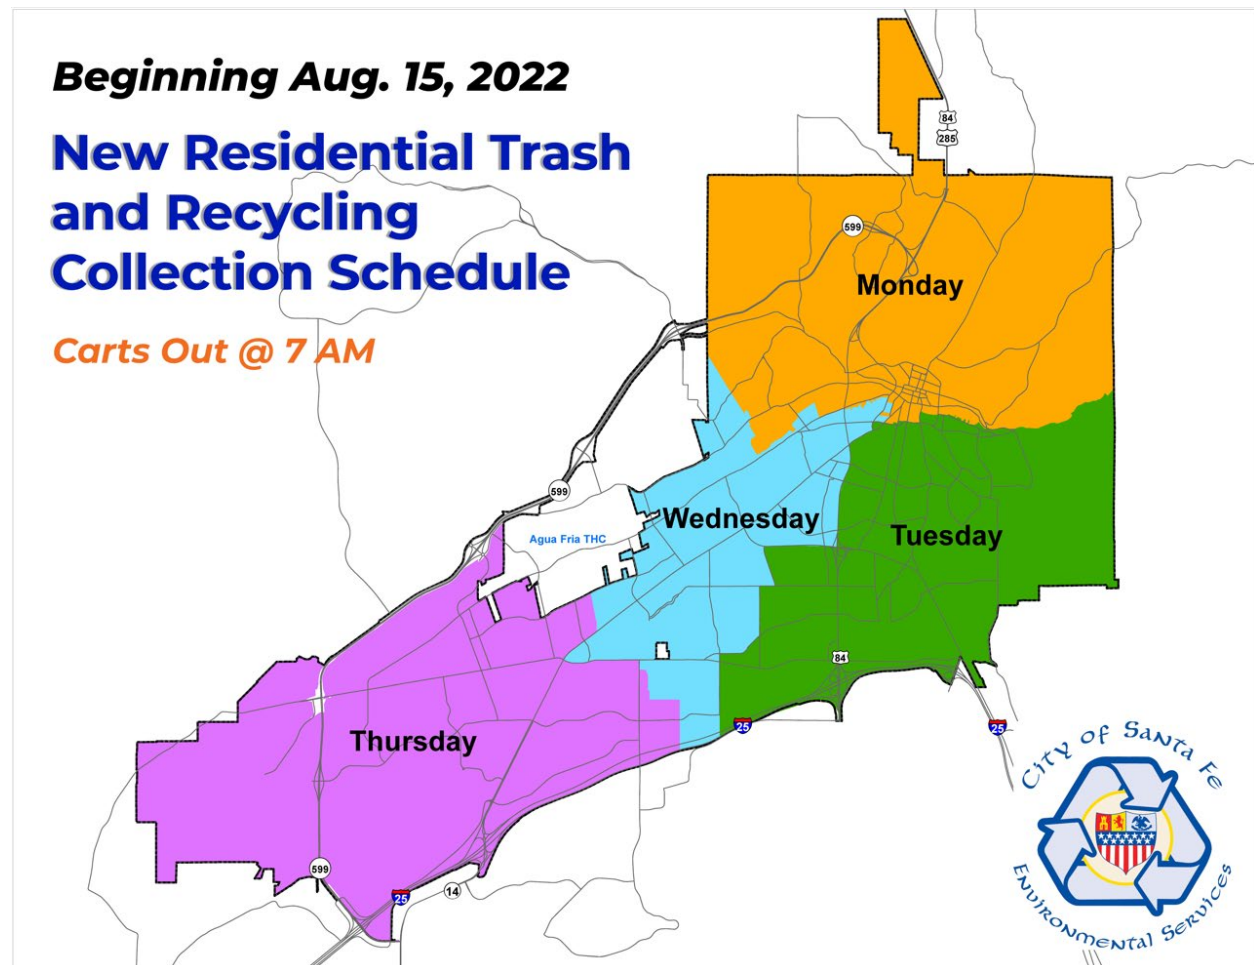 Beginning Aug. 15, 2022
New Residential Trash
and Recycling
Collection Schedule
Carts Out @ 7 AM
84
285
599
Monday
599
Wednesday
Agua Fria THC
Tuesday
84
25
25
Thursday
599
25
14
City of Santa Fe
Environmental Services